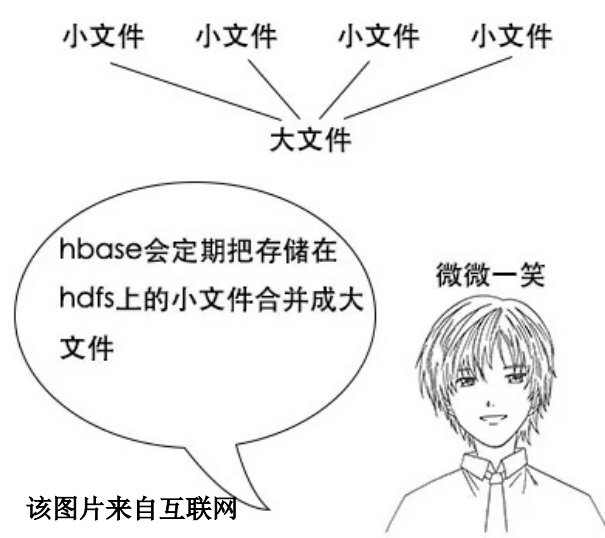 小文件 小文件 小文件 小文件
大文件
hbase会定期把存储在
hdfs上的小文件合并成大
文件
微微一笑
该图片来自互联网